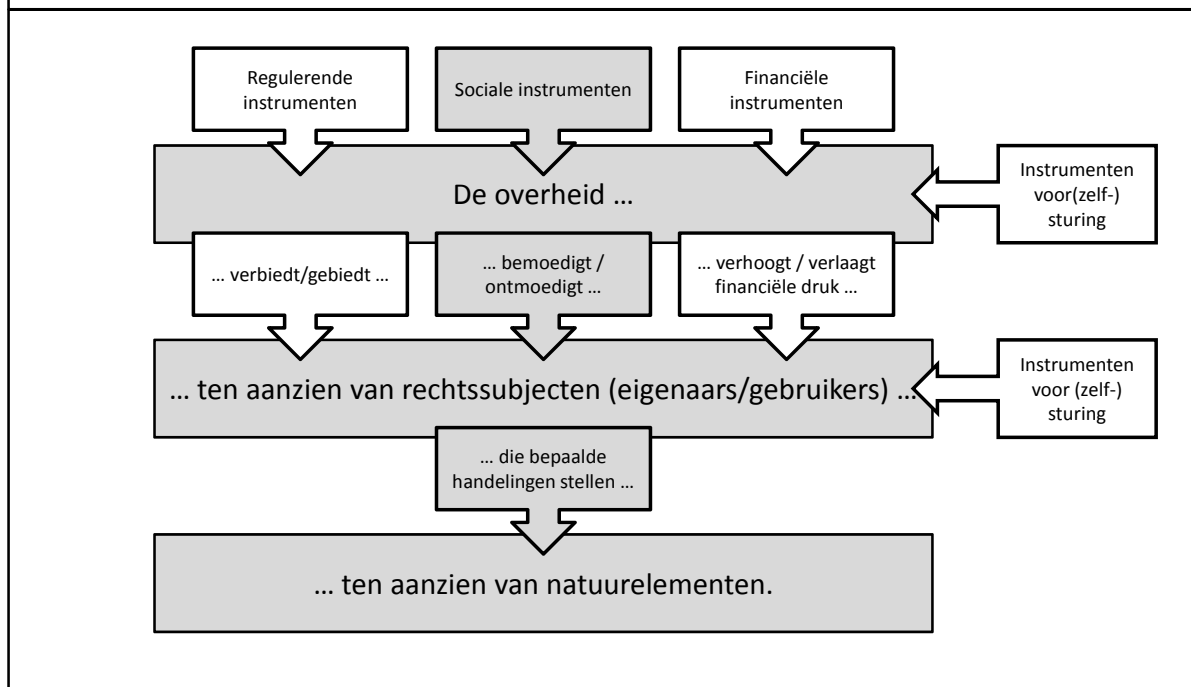 Regulerende
instrumenten
Sociale instrumenten
Financiële
instrumenten
De overheid ...
Instrumenten
voor(zelf-)
sturing
... verbiedt/gebiedt ...
... bemoedigt /
ontmoedigt ...
... verhoogt / verlaagt
financiële druk ...
... ten aanzien van rechtssubjecten (eigenaars/gebruikers) ...
Instrumenten
voor (zelf-)
sturing
... die bepaalde
handelingen stellen ...
... ten aanzien van natuurelementen.